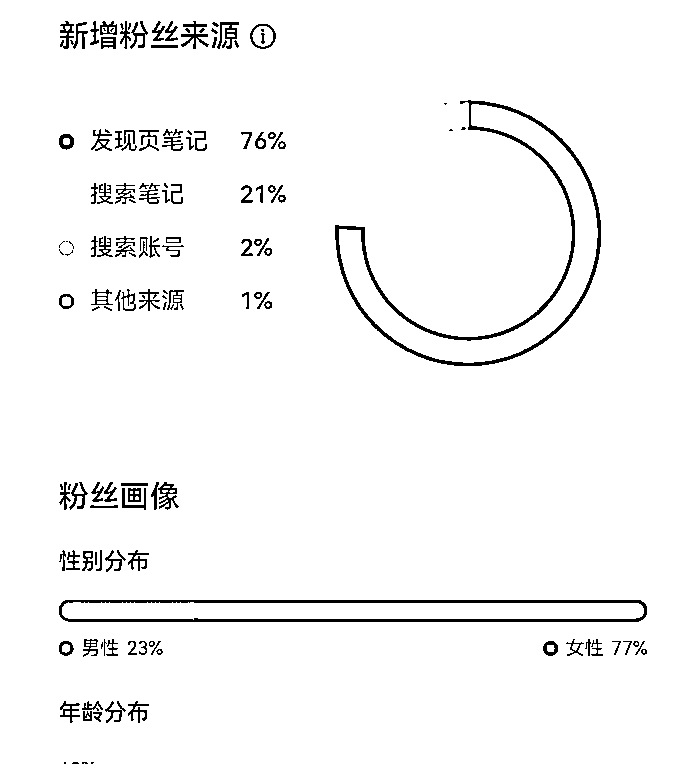 新增粉丝来源
发现页笔记 76%
搜索笔记 21%
搜索账号 2%
其他来源 1%
粉丝画像
性别分布
男性 23% 女性 77%
年龄分布